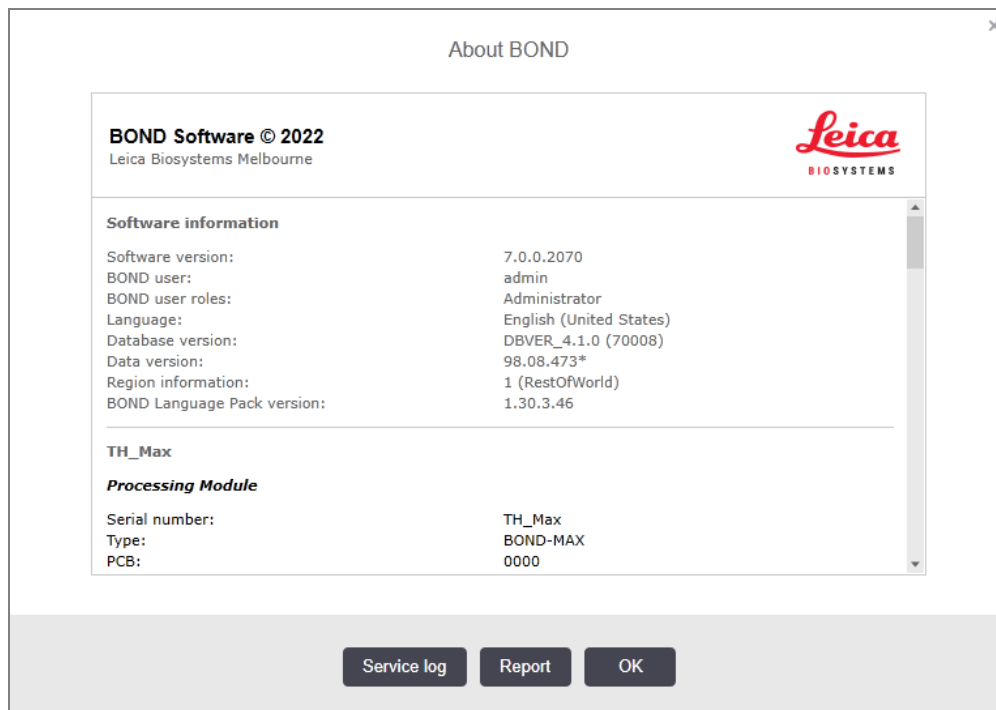 About BOND
BOND Software © 2022
Leica Biosystems Melbourne
Leica
BIOSYSTEMS
Software information
Software version: 7.0.0.2070
BOND user: admin
BOND user roles: Administrator
Language: English (United States)
Database version: DBVER_4.1.0 (70008)
Data version: 98.08.473*
Region information: 1 (RestOfWorld)
BOND Language Pack version: 1.30.3.46
TH_Max
Processing Module
Serial number: TH_Max
Type: BOND-MAX
PCB: 0000
Service log Report OK